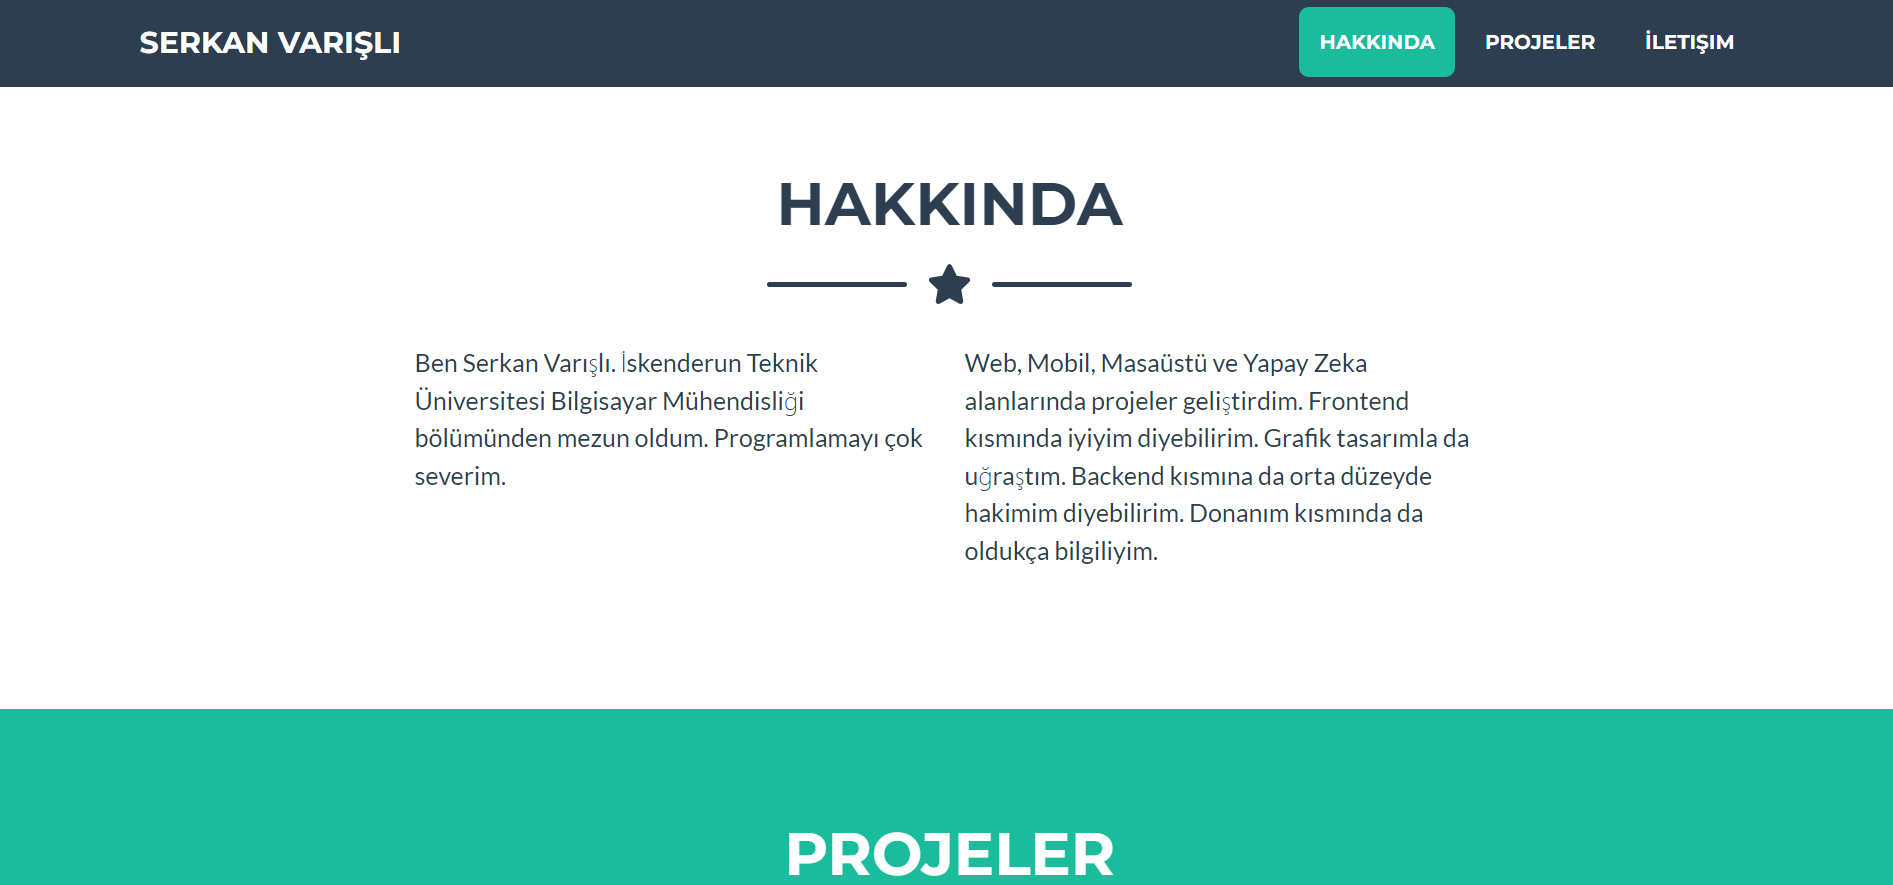 SERKAN VARIŞLI
HAKKINDA
PROJELER
İLETIŞIM
HAKKINDA
Ben Serkan Varışlı. İskenderun Teknik
Üniversitesi Bilgisayar Mühendisliği
bölümünden mezun oldum. Programlamayı çok
severim.
Web, Mobil, Masaüstü ve Yapay Zeka
alanlarında projeler geliştirdim. Frontend
kısmında iyiyim diyebilirim. Grafik tasarımla da
uğraştım. Backend kısmına da orta düzeyde
hakimim diyebilirim. Donanım kısmında da
oldukça bilgiliyim.
PROJELER